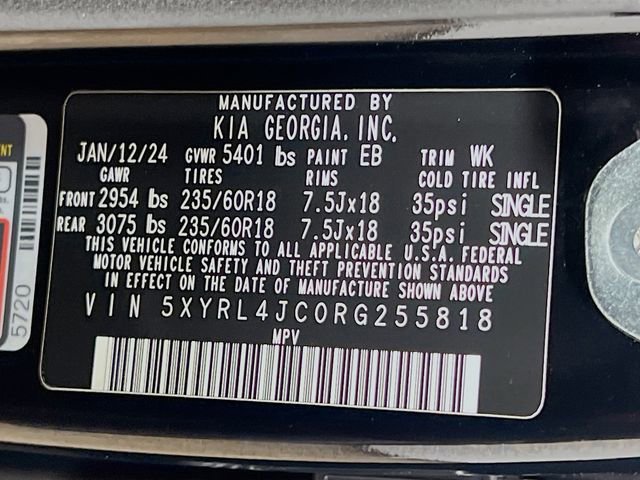 MANUFACTURED BY
KIA GEORGIA, INC.
JAN/12/24 GVWR 5401 lbs PAINT EB TRIM WK
GAWR TIRES RIMS COLD TIRE INFL
FRONT 2954 lbs 235/60R18 7.5Jx18 35psi SINGLE
REAR 3075 lbs 235/60R18 7.5Jx18 35psi SINGLE
THIS VEHICLE CONFORMS TO ALL APPLICABLE U.S.A. FEDERAL
MOTOR VEHICLE SAFETY AND THEFT PREVENTION STANDARDS
IN EFFECT ON THE DATE OF MANUFACTURE SHOWN ABOVE
VIN 5XYRL4JC0RG255818
MPV
5720